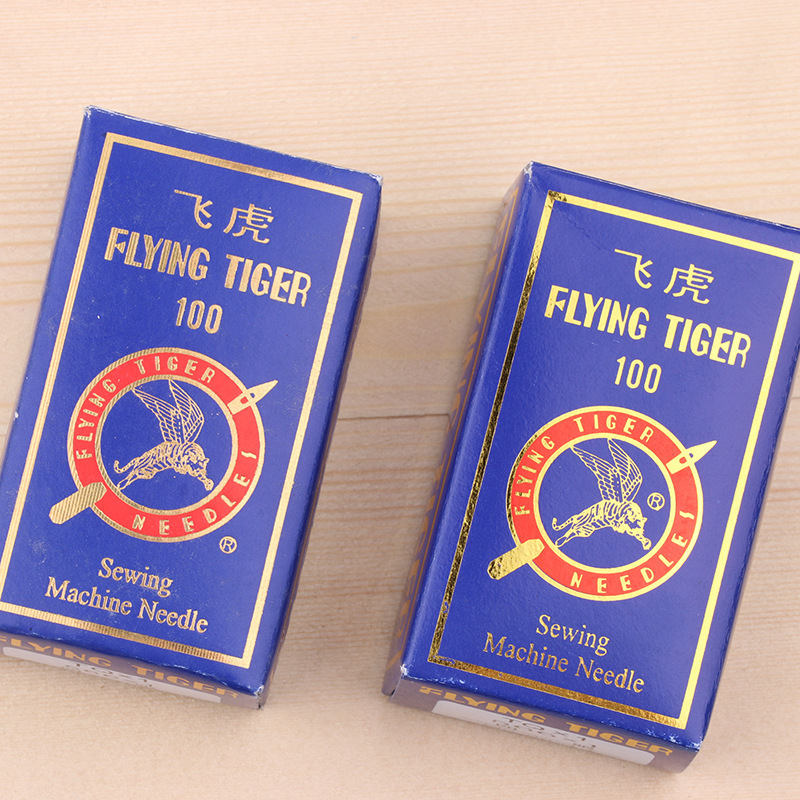 飞虎
FLYING TIGER
100
FLYING TIGER
NEEDLES
®
Sewing
Machine Needle
FLYING TIGER
飞虎
FLYING TIGER
100
FLYING TIGER
NEEDLES
®
Sewing
Machine Needle
FLYING TIGER
TQX1